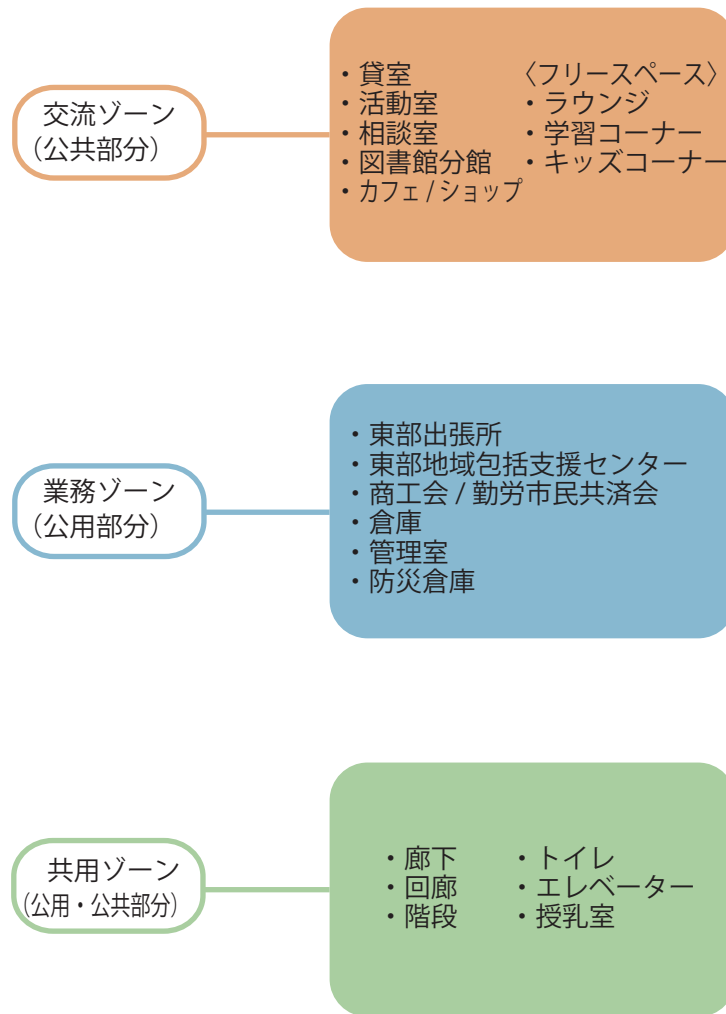 交流ゾーン
(公共部分)
・貸室
・活動室
・相談室
・図書館分館
・カフェ / ショップ
〈フリースペース〉
・ラウンジ
・学習コーナー
・キッズコーナー
業務ゾーン
(公用部分)
・東部出張所
・東部地域包括支援センター
・商工会 / 勤労市民共済会
・倉庫
・管理室
・防災倉庫
共用ゾーン
(公用・公共部分)
・廊下
・回廊
・階段
・トイレ
・エレベーター
・授乳室